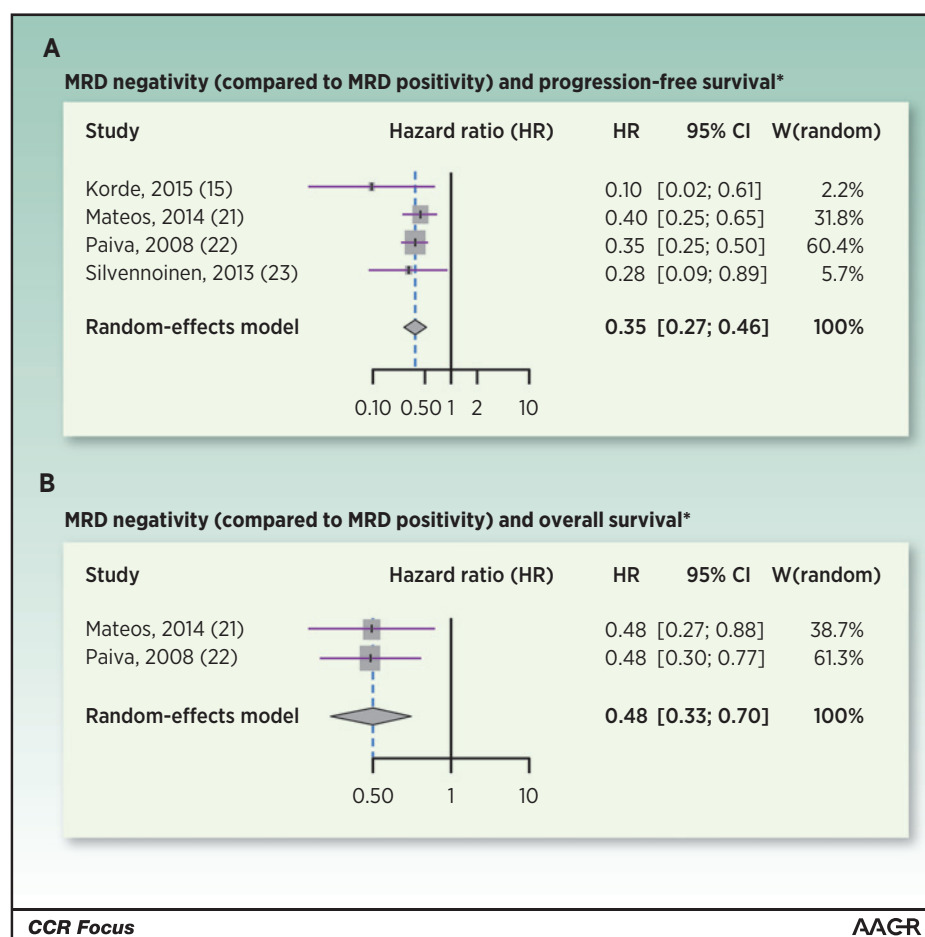 A
MRD negativity (compared to MRD positivity) and progression-free survival*
Study Hazard ratio (HR) HR 95% CI W(random)
Korde, 2015 (15) 0.10 [0.02; 0.61] 2.2%
Mateos, 2014 (21) 0.40 [0.25; 0.65] 31.8%
Paiva, 2008 (22) 0.35 [0.25; 0.50] 60.4%
Silvennoinen, 2013 (23) 0.28 [0.09; 0.89] 5.7%
Random-effects model 0.35 [0.27; 0.46] 100%
0.10 0.50 1 2 10
B
MRD negativity (compared to MRD positivity) and overall survival*
Study Hazard ratio (HR) HR 95% CI W(random)
Mateos, 2014 (21) 0.48 [0.27; 0.88] 38.7%
Paiva, 2008 (22) 0.48 [0.30; 0.77] 61.3%
Random-effects model 0.48 [0.33; 0.70] 100%
0.50 1 10
CCR Focus AACR